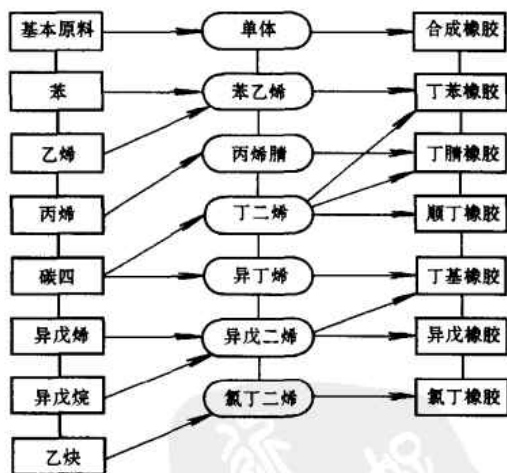 基本原料 单体 合成橡胶
苯 苯乙烯 丁苯橡胶
乙烯 丙烯腈 丁腈橡胶
丙烯 丁二烯 顺丁橡胶
碳四 异丁烯 丁基橡胶
异戊烯 异戊二烯 异戊橡胶
异戊烷 氯丁二烯 氯丁橡胶
乙炔